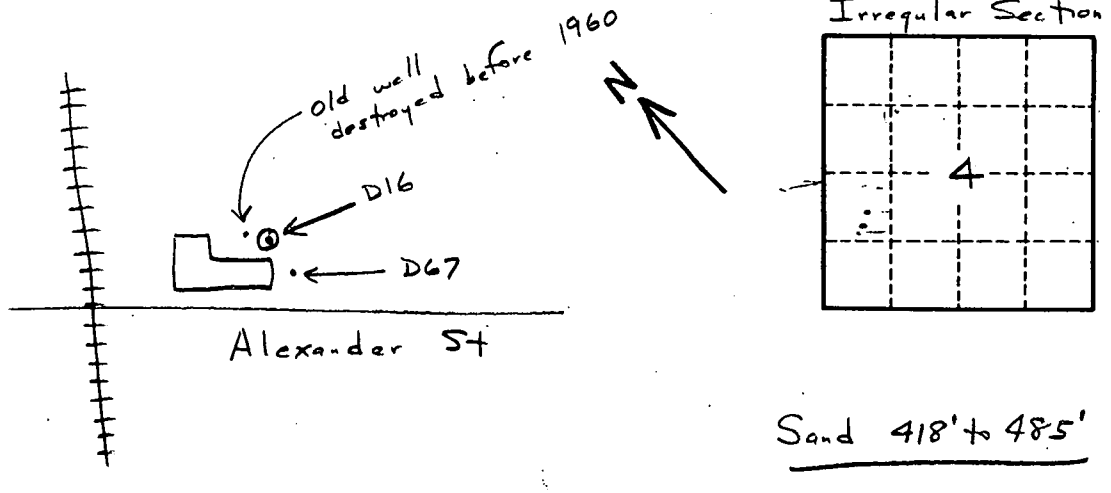 Irregular Section
old well
destroyed before 1960
N
D16
4
D67
Alexander St
Sand 418' to 485'